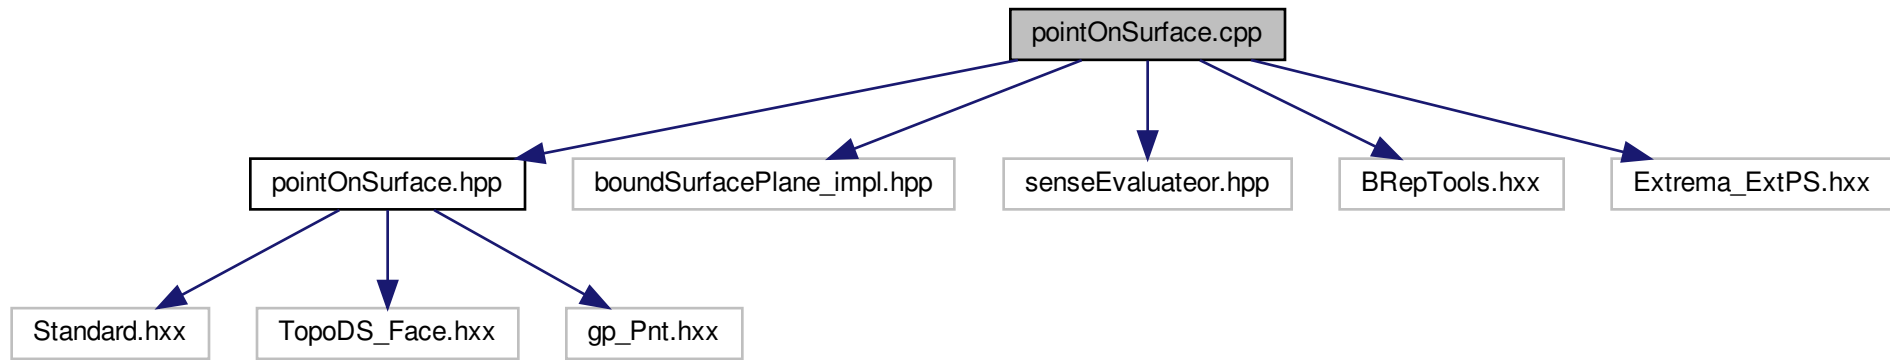 pointOnSurface.cpp
pointOnSurface.hpp
boundSurfacePlane_impl.hpp
senseEvaluateor.hpp
BRepTools.hxx
Extrema_ExtPS.hxx
Standard.hxx
TopoDS_Face.hxx
gp_Pnt.hxx